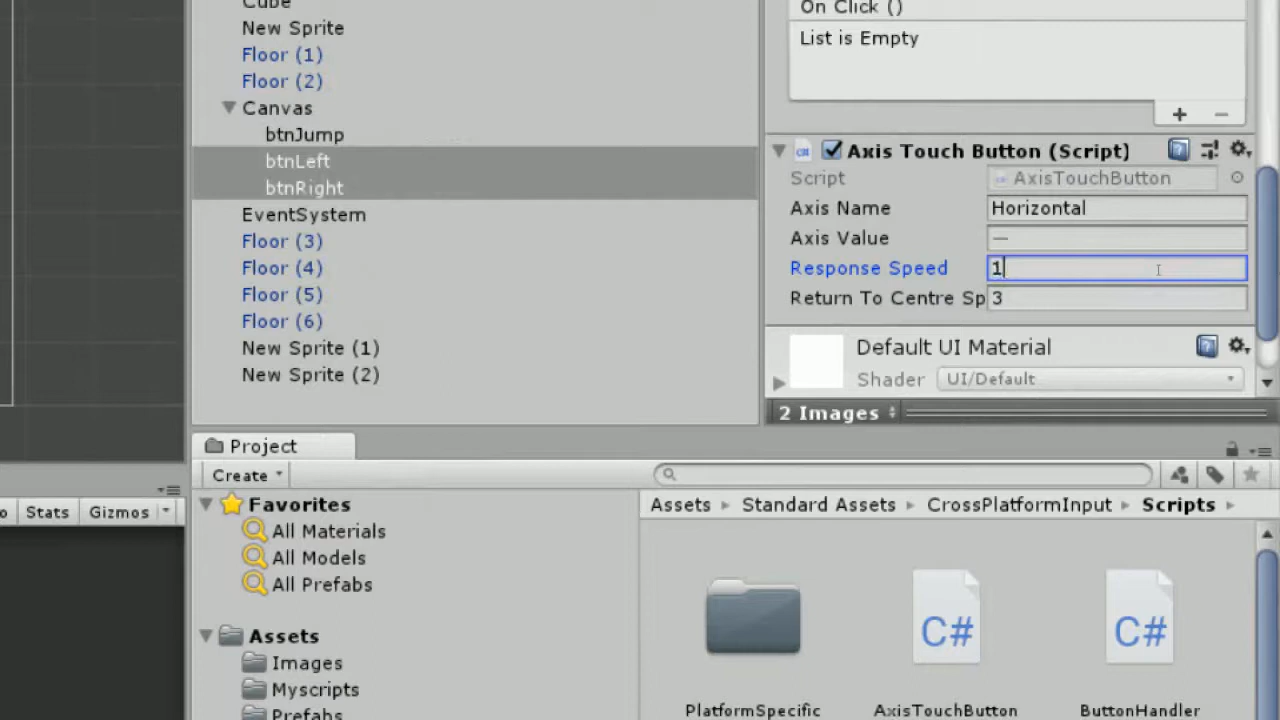 Cube
New Sprite
Floor (1)
Floor (2)
Canvas
btnJump
btnLeft
btnRight
EventSystem
Floor (3)
Floor (4)
Floor (5)
Floor (6)
New Sprite (1)
New Sprite (2)
On Click ()
List is Empty
+ −
Axis Touch Button (Script)
Script AxisTouchButton
Axis Name Horizontal
Axis Value —
Response Speed 1
Return To Centre Sp 3
Default UI Material
Shader UI/Default
2 Images
Stats Gizmos
Project
Create
Favorites
All Materials
All Models
All Prefabs
Assets
Images
Myscripts
Prefabs
Assets Standard Assets CrossPlatformInput Scripts
C# C#
PlatformSpecific AxisTouchButton ButtonHandler